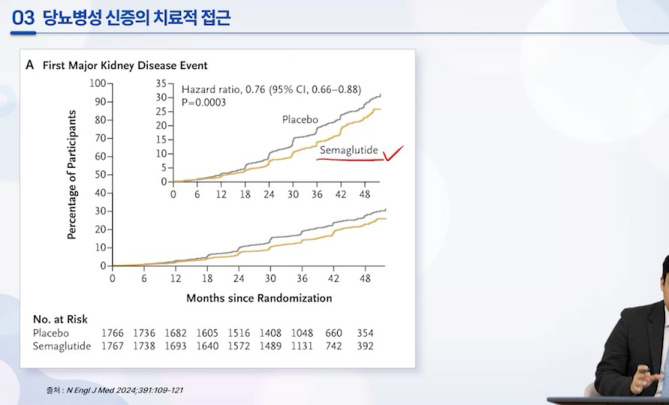 03 당뇨병성 신증의 치료적 접근
A First Major Kidney Disease Event
Hazard ratio, 0.76 (95% CI, 0.66–0.88)
P=0.0003
Placebo
Semaglutide
35
30
25
20
15
10
5
0
0 6 12 18 24 30 36 42 48
Percentage of Participants
100
90
80
70
60
50
40
30
20
10
0
0 6 12 18 24 30 36 42 48
Months since Randomization
No. at Risk
Placebo 1766 1736 1682 1605 1516 1408 1048 660 354
Semaglutide 1767 1738 1693 1640 1572 1489 1131 742 392
출처 : N Engl J Med 2024;391:109-121